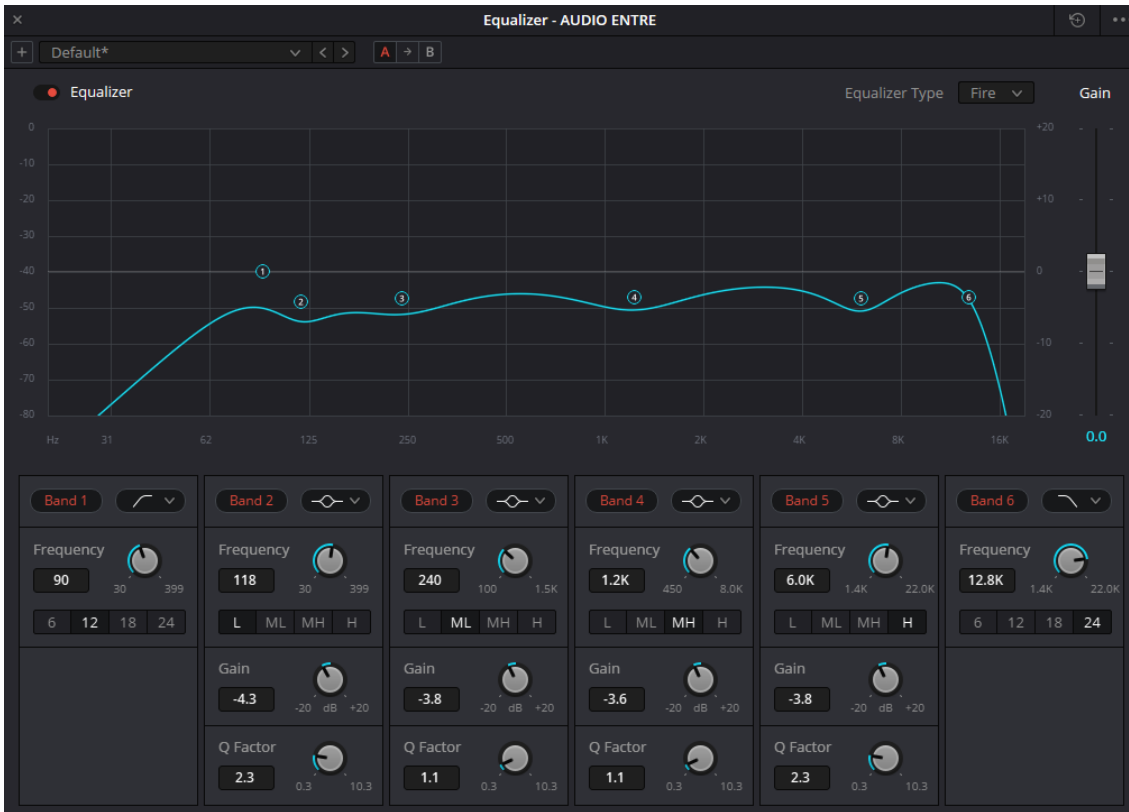 Equalizer - AUDIO ENTRE
Default*
A B
Equalizer
Equalizer Type Fire Gain
0 +20
-10
-20 +10
-30
-40 0
-50
-60 -10
-70
-80 -20
1 2 3 4 5 6
Hz 31 62 125 250 500 1K 2K 4K 8K 16K 0.0
Band 1 Band 2 Band 3 Band 4 Band 5 Band 6
Frequency Frequency Frequency Frequency Frequency Frequency
90 118 240 1.2K 6.0K 12.8K
30 399 30 399 100 1.5K 450 8.0K 1.4K 22.0K 1.4K 22.0K
6 12 18 24 L ML MH H L ML MH H L ML MH H L ML MH H 6 12 18 24
Gain Gain Gain Gain
-4.3 -3.8 -3.6 -3.8
-20 dB +20 -20 dB +20 -20 dB +20 -20 dB +20
Q Factor Q Factor Q Factor Q Factor
2.3 1.1 1.1 2.3
0.3 10.3 0.3 10.3 0.3 10.3 0.3 10.3